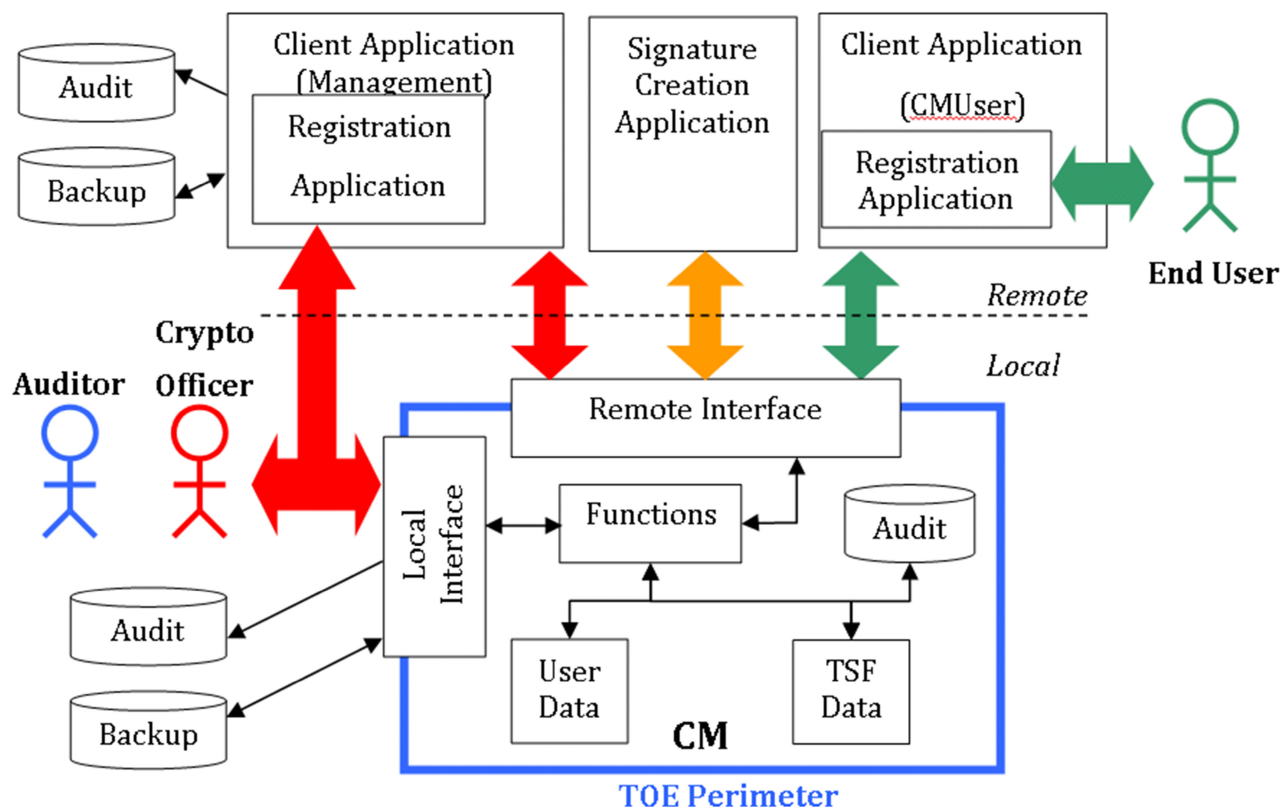 Client Application
(Management)
Registration
Application
Signature
Creation
Application
Client Application
(CMUser)
Registration
Application
Audit
Backup
End User
Remote
Local
Crypto
Officer
Auditor
Remote Interface
Local
Interface
Functions
Audit
Audit
Backup
User
Data
TSF
Data
CM
TOE Perimeter